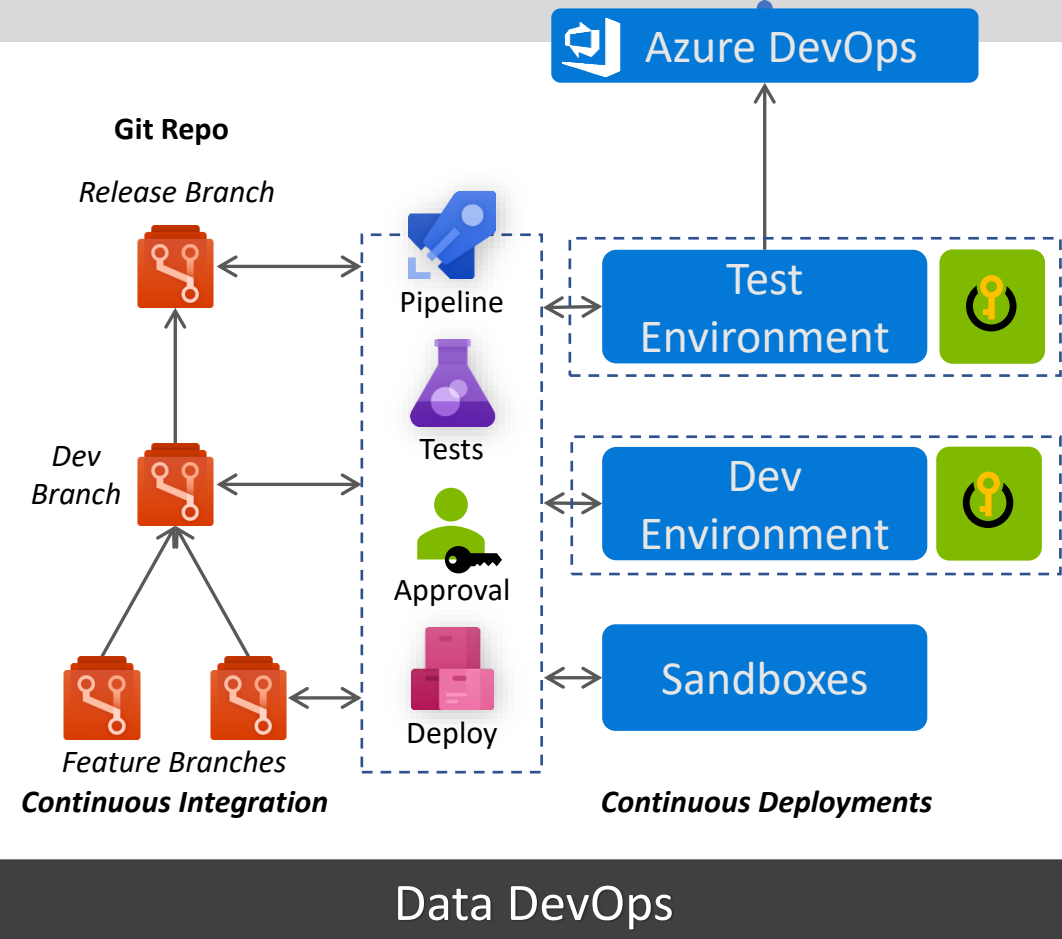 Azure DevOps
Git Repo
Release Branch
Pipeline
Test
Environment
Tests
Dev
Branch
Dev
Environment
Approval
Sandboxes
Deploy
Feature Branches
Continuous Integration
Continuous Deployments
Data DevOps